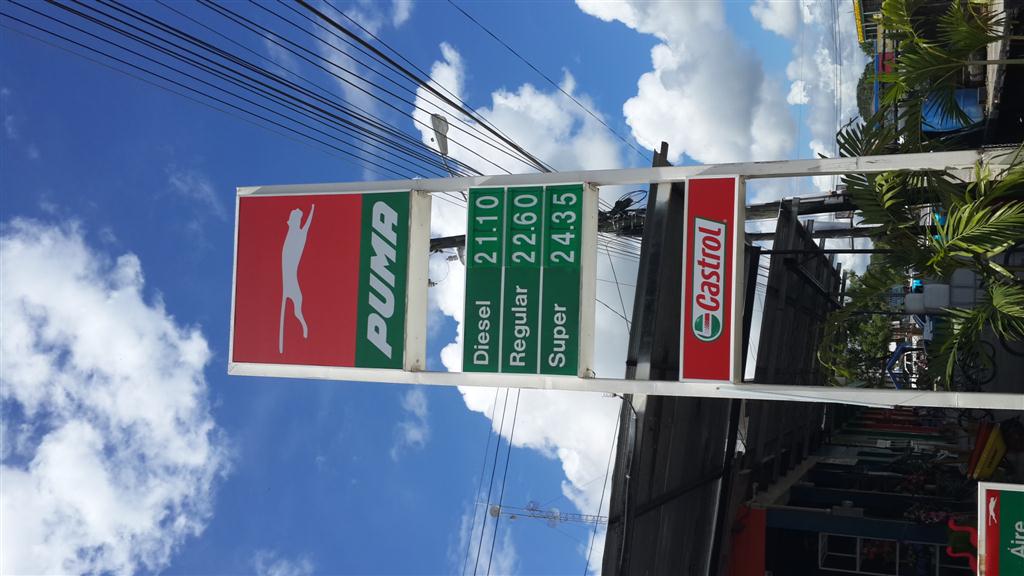 PUMA
Diesel 21.10
Regular 22.60
Super 24.35
Castrol
Aire